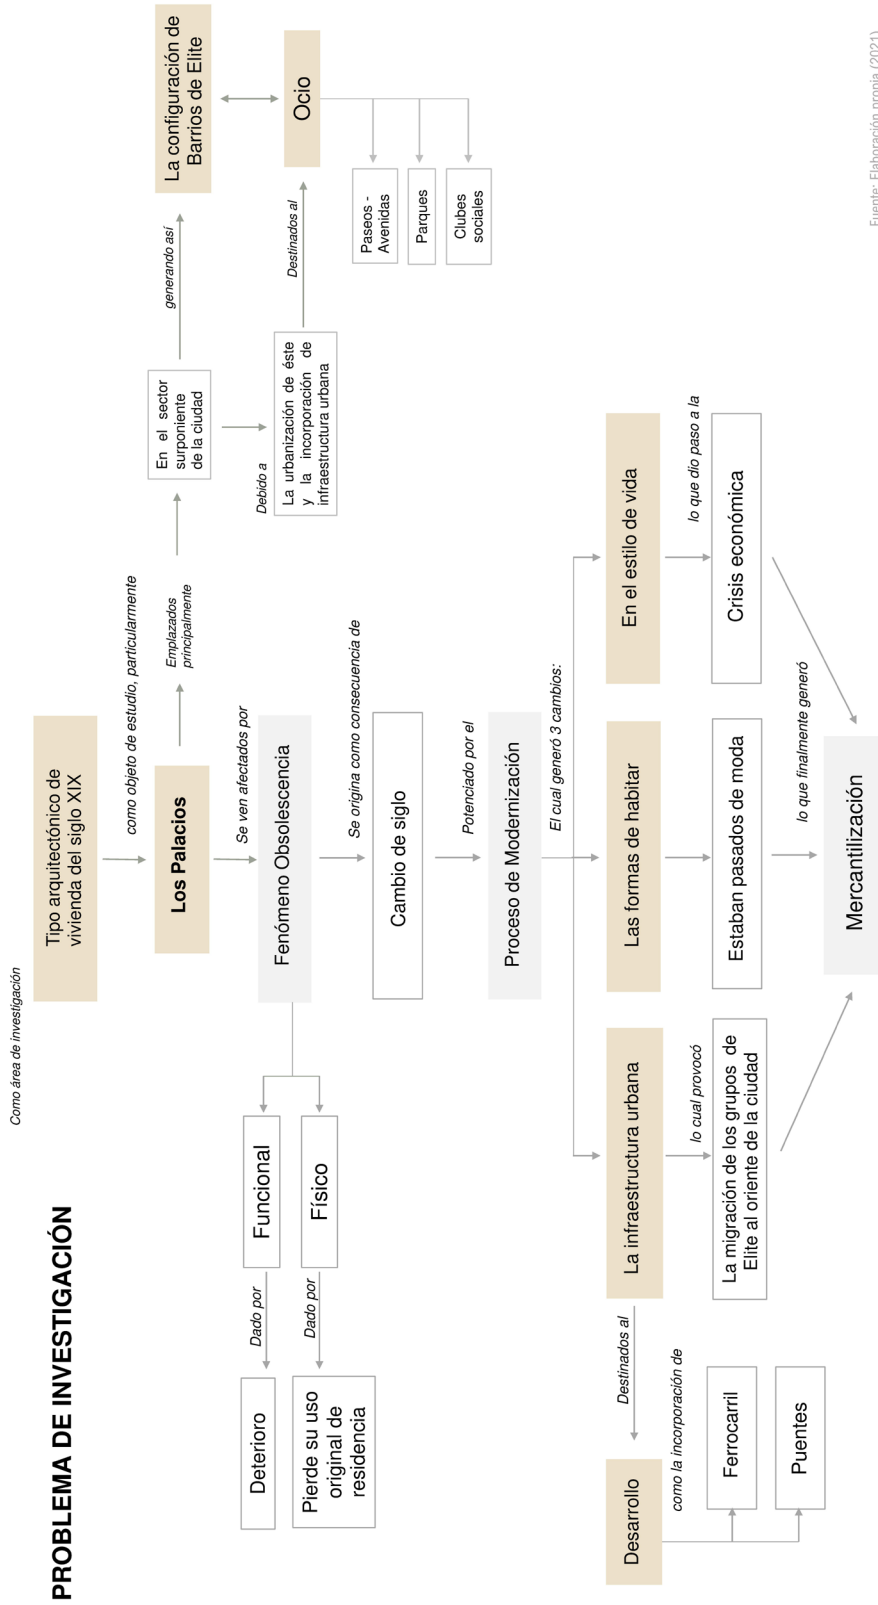 PROBLEMA DE INVESTIGACIÓN
Como área de investigación
Tipo arquitectónico de
vivienda del siglo XIX
como objeto de estudio, particularmente
Los Palacios
Emplazados
principalmente
En el sector
surponiente
de la ciudad
generando así
La configuración de
Barrios de Elite
Debido a
La urbanización de éste
y la incorporación de
infraestructura urbana
Destinados al
Ocio
Paseos -
Avenidas
Parques
Clubes
sociales
Se ven afectados por
Fenómeno Obsolescencia
Funcional
Dado por
Deterioro
Físico
Dado por
Pierde su uso
original de
residencia
Se origina como consecuencia de
Cambio de siglo
Potenciado por el
Proceso de Modernización
El cual generó 3 cambios:
La infraestructura urbana
Las formas de habitar
En el estilo de vida
Destinados al
Desarrollo
como la incorporación de
Ferrocarril
Puentes
lo cual provocó
La migración de los grupos de
Elite al oriente de la ciudad
Estaban pasados de moda
lo que dio paso a la
Crisis económica
lo que finalmente generó
Mercantilización
Fuente: Elaboración propia (2021)